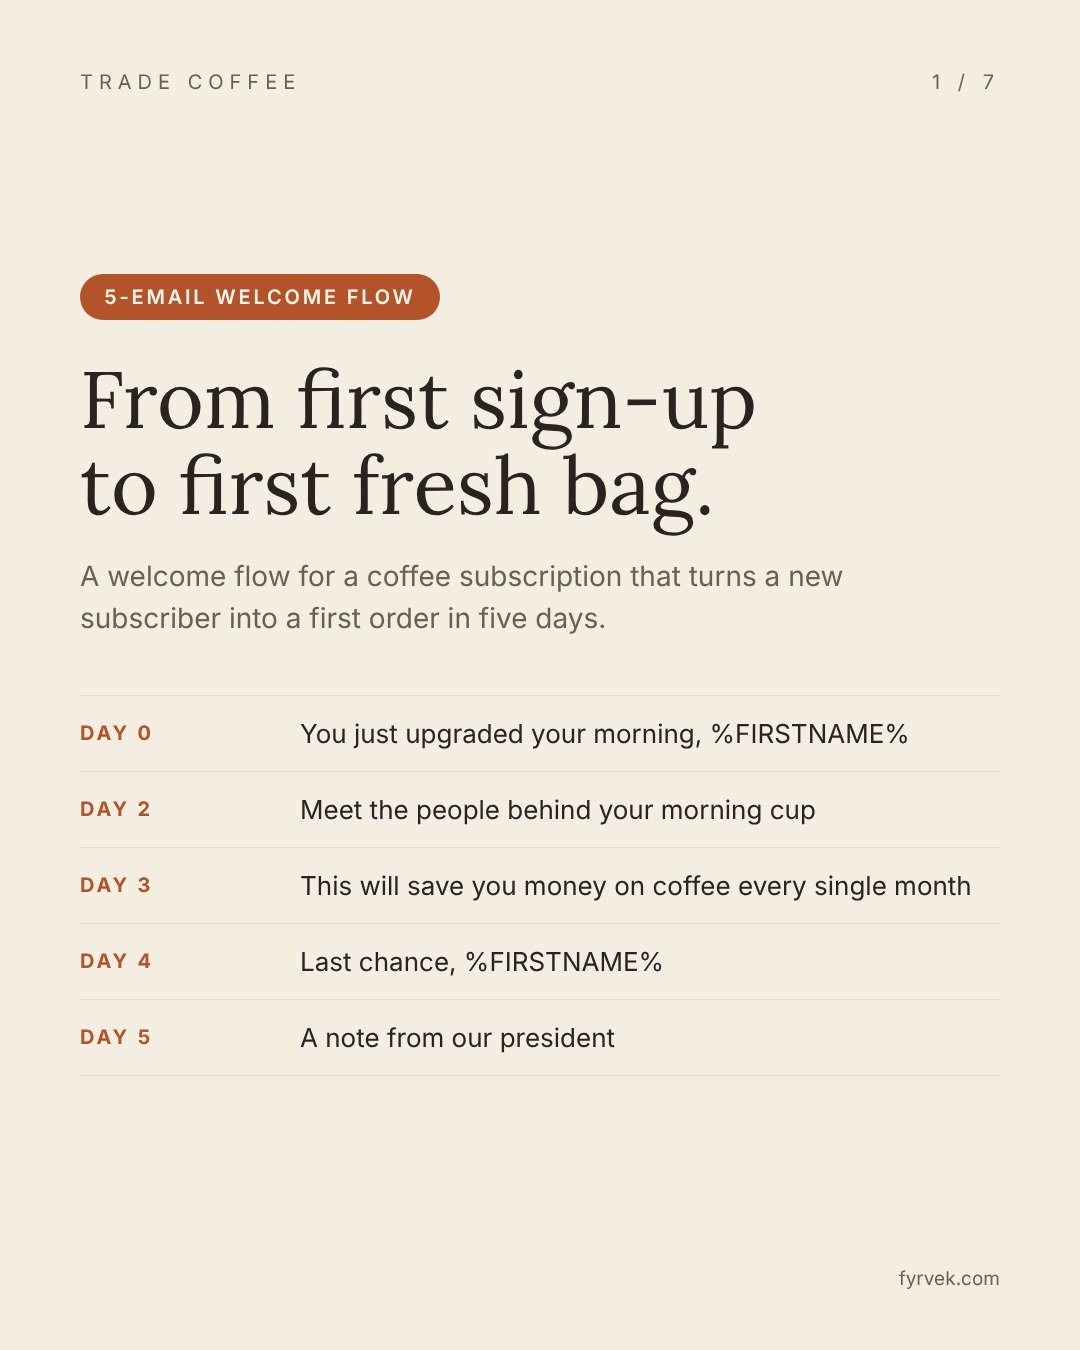 TRADE COFFEE
1 / 7
5-EMAIL WELCOME FLOW
From first sign-up
to first fresh bag.
A welcome flow for a coffee subscription that turns a new
subscriber into a first order in five days.
DAY 0 You just upgraded your morning, %FIRSTNAME%
DAY 2 Meet the people behind your morning cup
DAY 3 This will save you money on coffee every single month
DAY 4 Last chance, %FIRSTNAME%
DAY 5 A note from our president
fyrvek.com